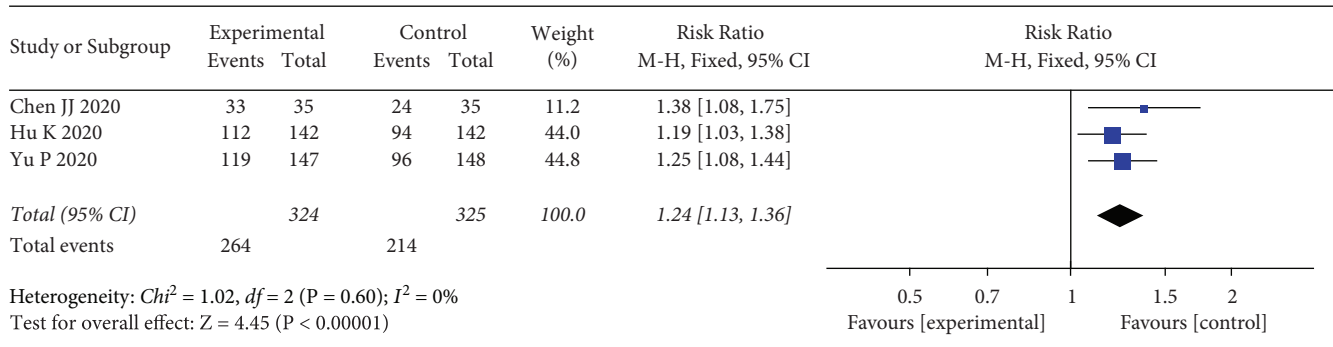 Study or Subgroup Experimental Control Weight Risk Ratio Risk Ratio
Events Total Events Total (%) M-H, Fixed, 95% CI M-H, Fixed, 95% CI
Chen JJ 2020 33 35 24 35 11.2 1.38 [1.08, 1.75]
Hu K 2020 112 142 94 142 44.0 1.19 [1.03, 1.38]
Yu P 2020 119 147 96 148 44.8 1.25 [1.08, 1.44]
Total (95% CI) 324 325 100.0 1.24 [1.13, 1.36]
Total events 264 214
Heterogeneity: Chi² = 1.02, df = 2 (P = 0.60); I² = 0%
Test for overall effect: Z = 4.45 (P < 0.00001)
0.5 0.7 1 1.5 2
Favours [experimental] Favours [control]